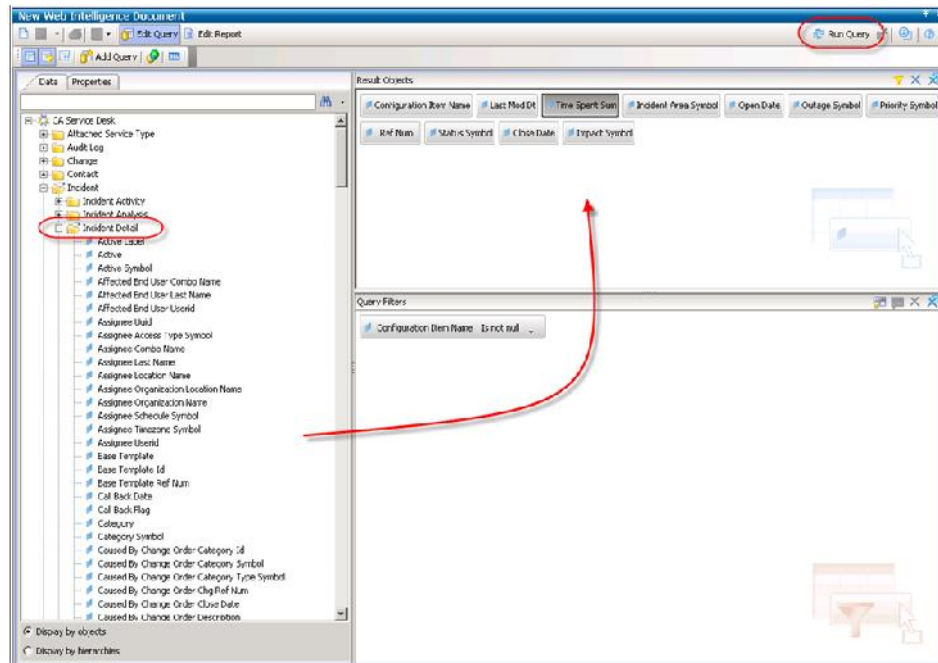 New Web Intelligence Document
Edit Query Edit Report Run Query
Add Query
Data Properties
CA Service Desk
Attached Service Type
Audit Log
Change
Contact
Incident
Incident Activity
Incident Analysis
Incident Detail
Active Label
Active
Active Symbol
Affected End User Combo Name
Affected End User Last Name
Affected End User Userid
Assignee Uuid
Assignee Access Type Symbol
Assignee Combo Name
Assignee Last Name
Assignee Location Name
Assignee Organization Location Name
Assignee Organization Name
Assignee Schedule Symbol
Assignee Timezone Symbol
Assignee Userid
Base Template
Base Template Id
Base Template Ref Num
Call Back Date
Call Back Flag
Category
Category Symbol
Caused By Change Order Category Id
Caused By Change Order Category Symbol
Caused By Change Order Category Type Symbol
Caused By Change Order Chg Ref Num
Caused By Change Order Close Date
Caused By Change Order Description
Display by objects
Display by hierarchies
Result Objects
Configuration Item Name Last Mod Dt Time Spent Sum Incident Area Symbol Open Date Outage Symbol Priority Symbol
Ref Num Status Symbol Close Date Impact Symbol
Query Filters
Configuration Item Name Is not null